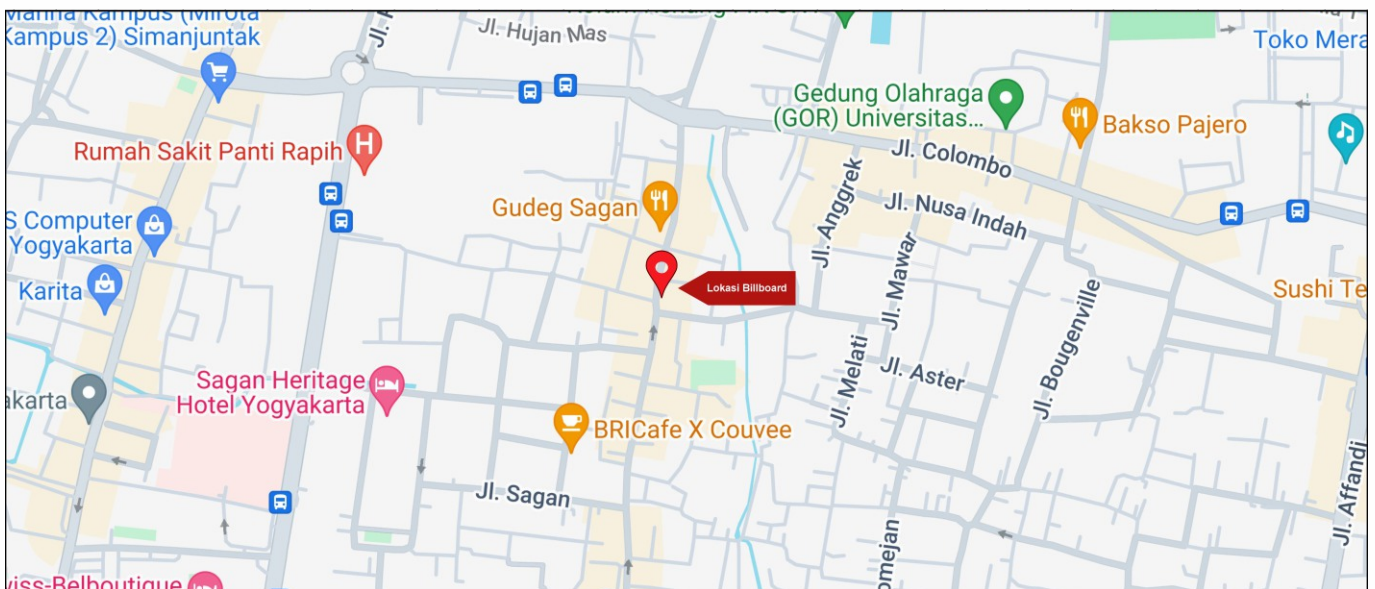 Kampus 2) Simanjuntak
Jl. Hujan Mas
Toko Mera
Gedung Olahraga
(GOR) Universitas...
Bakso Pajero
Rumah Sakit Panti Rapih
H
Jl. Colombo
Jl. Anggrek
Jl. Nusa Indah
Gudeg Sagan
S Computer
Yogyakarta
Jl. Mawar
Karita
Lokasi Billboard
Sushi Te
Jl. Bougenville
Jl. Melati
Jl. Aster
Sagan Heritage
Hotel Yogyakarta
akarta
BRICafe X Couvee
Jl. Sagan
Jl. Affandi
omejan
wiss-Belboutique